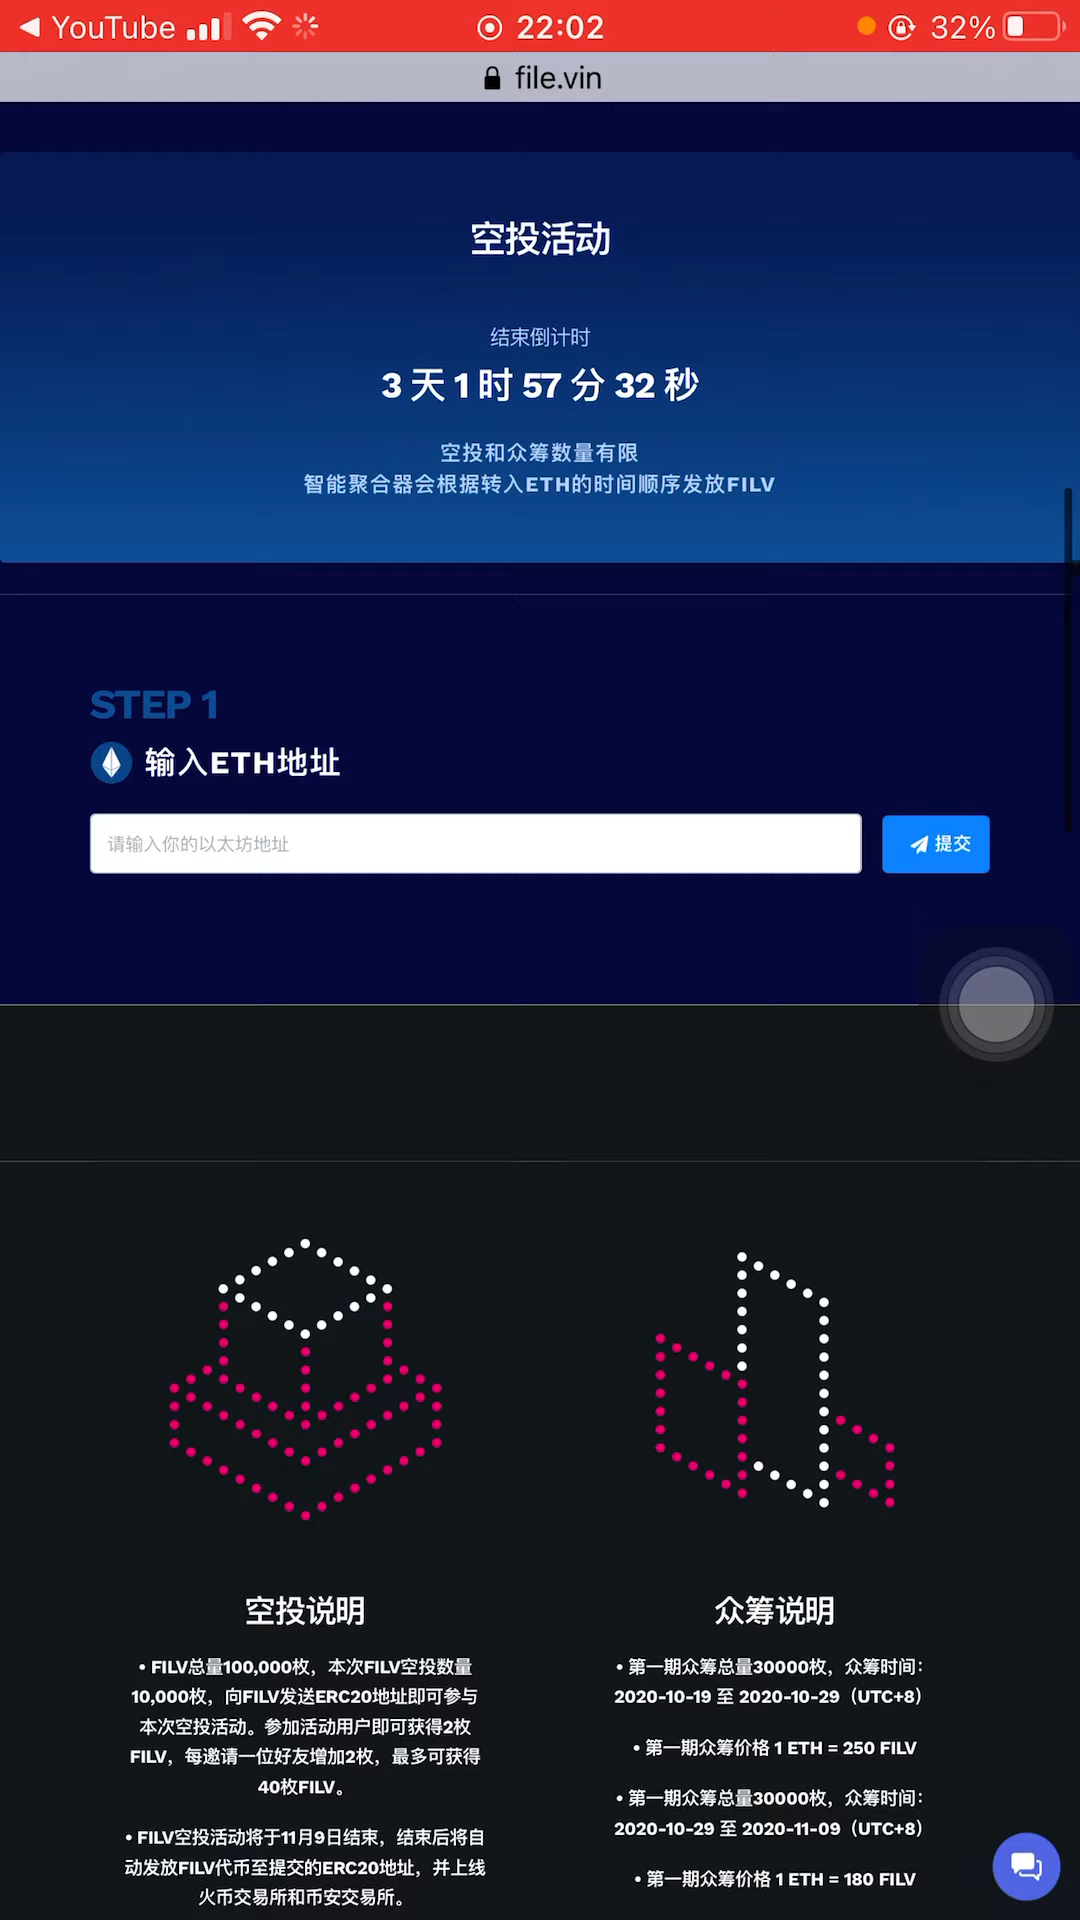 YouTube
22:02
32%
file.vin
空投活动
结束倒计时
3 天 1 时 57 分 32 秒
空投和众筹数量有限
智能聚合器会根据转入ETH的时间顺序发放FILV
STEP 1
输入ETH地址
请输入你的以太坊地址
提交
空投说明
• FILV总量100,000枚，本次FILV空投数量
10,000枚，向FILV发送ERC20地址即可参与
本次空投活动。参加活动用户即可获得2枚
FILV，每邀请一位好友增加2枚，最多可获得
40枚FILV。
• FILV空投活动将于11月9日结束，结束后将自
动发放FILV代币至提交的ERC20地址，并上线
火币交易所和币安交易所。
众筹说明
• 第一期众筹总量30000枚，众筹时间：
2020-10-19 至 2020-10-29（UTC+8）
• 第一期众筹价格 1 ETH = 250 FILV
• 第一期众筹总量30000枚，众筹时间：
2020-10-29 至 2020-11-09（UTC+8）
• 第一期众筹价格 1 ETH = 180 FILV